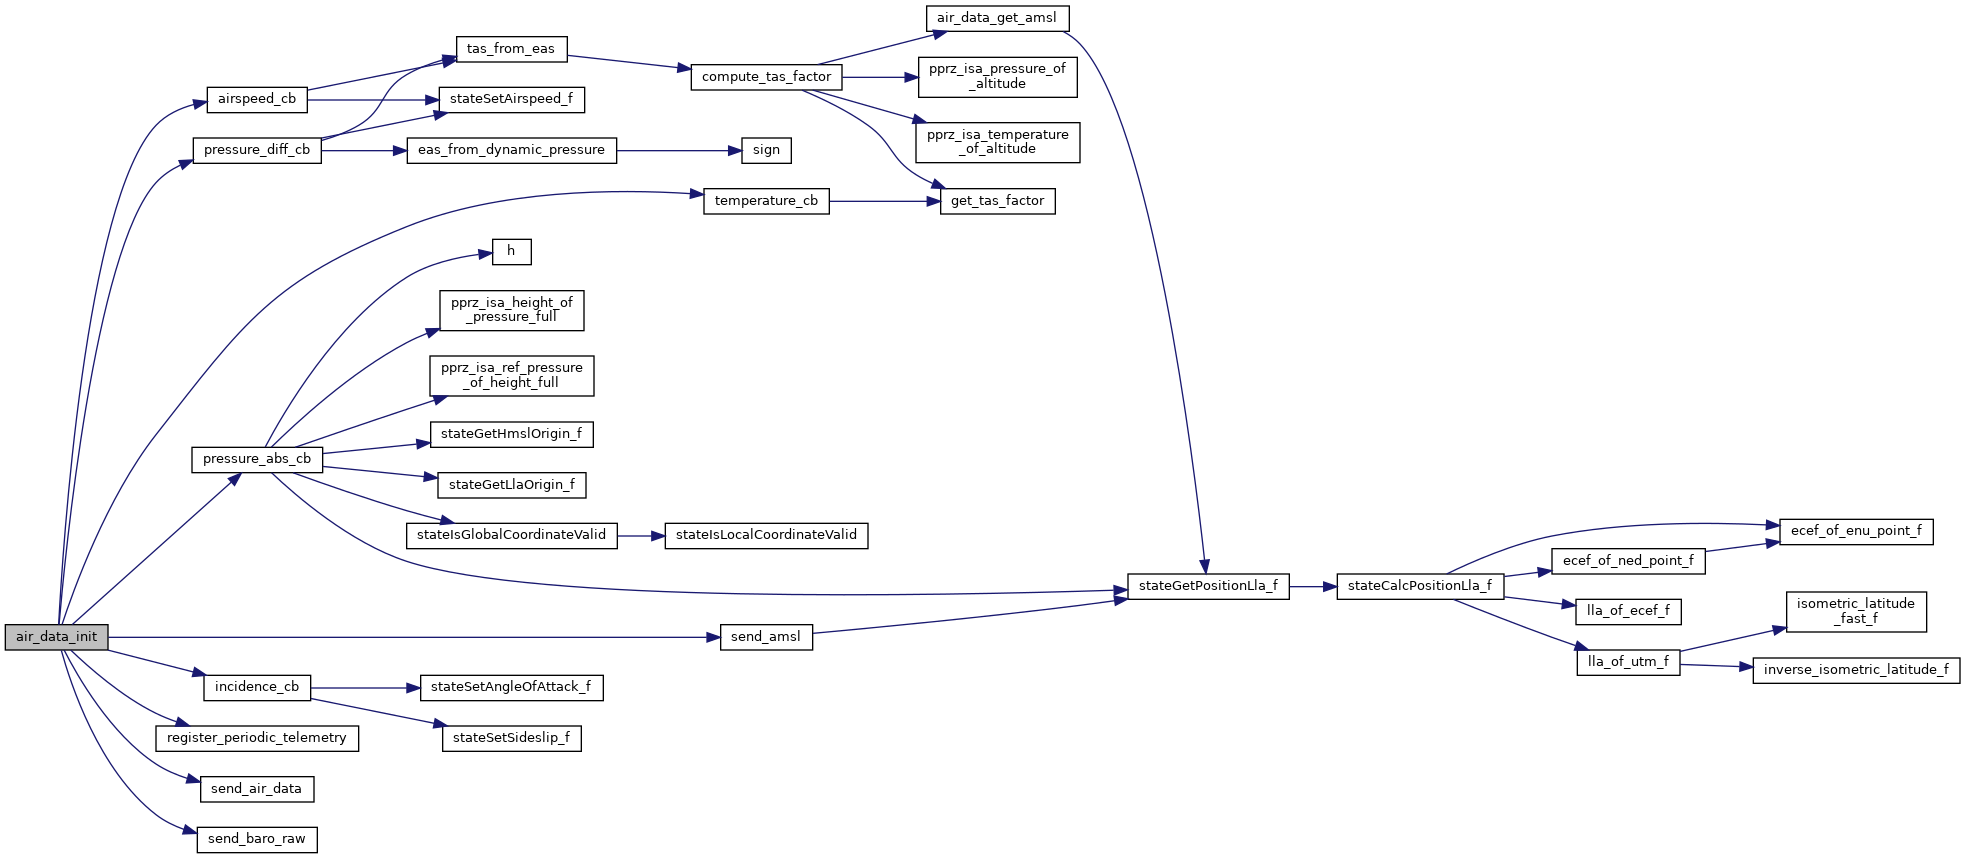 air_data_get_amsl
tas_from_eas
pprz_isa_pressure_of
_altitude
compute_tas_factor
airspeed_cb
stateSetAirspeed_f
pprz_isa_temperature
_of_altitude
pressure_diff_cb
eas_from_dynamic_pressure
sign
temperature_cb
get_tas_factor
h
pprz_isa_height_of
_pressure_full
pprz_isa_ref_pressure
_of_height_full
stateGetHmslOrigin_f
pressure_abs_cb
stateGetLlaOrigin_f
stateIsGlobalCoordinateValid
stateIsLocalCoordinateValid
ecef_of_enu_point_f
ecef_of_ned_point_f
stateGetPositionLla_f
stateCalcPositionLla_f
lla_of_ecef_f
isometric_latitude
_fast_f
air_data_init
send_amsl
lla_of_utm_f
inverse_isometric_latitude_f
incidence_cb
stateSetAngleOfAttack_f
register_periodic_telemetry
stateSetSideslip_f
send_air_data
send_baro_raw